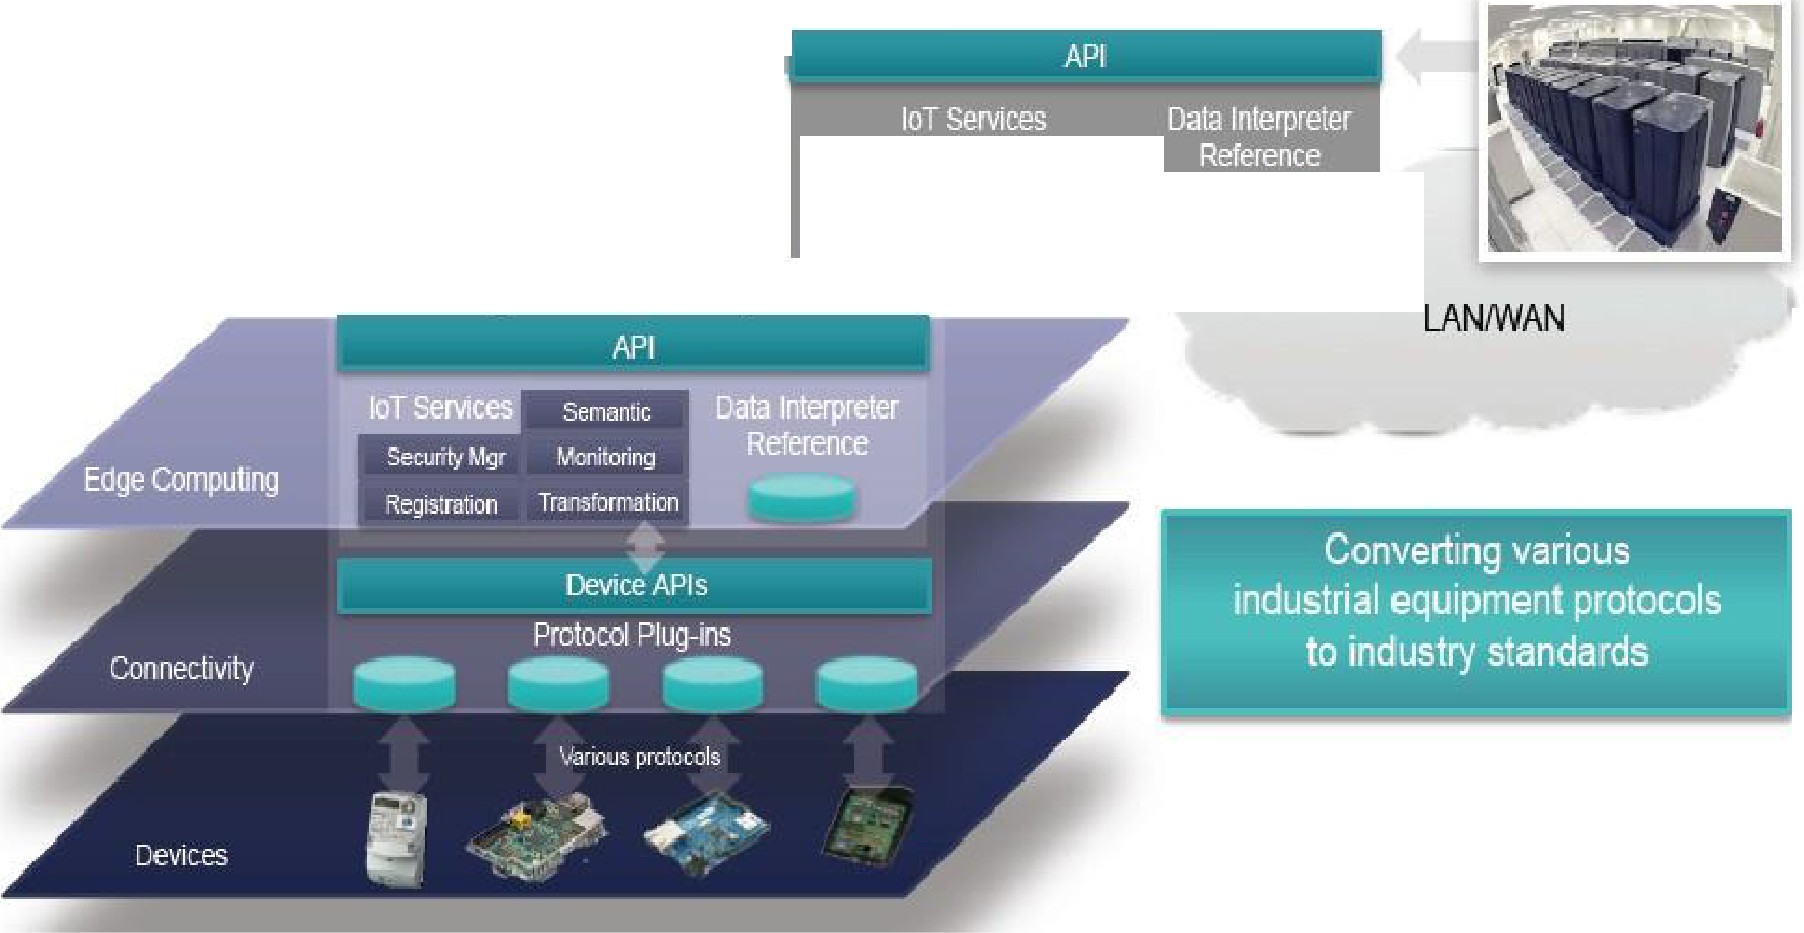 API
IoT Services
Data Interpreter
Reference
LAN/WAN
API
IoT Services
Semantic
Data Interpreter
Reference
Security Mgr
Monitoring
Registration
Transformation
Edge Computing
Device APIs
Protocol Plug-ins
Connectivity
Various protocols
Devices
Converting various
industrial equipment protocols
to industry standards